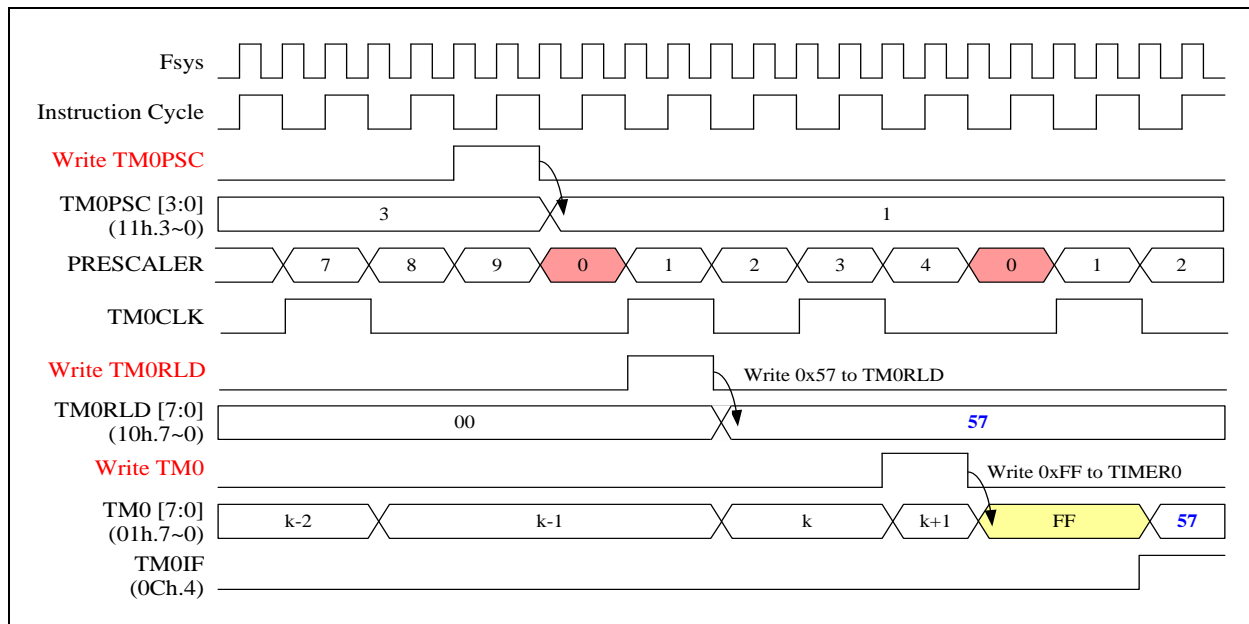 Fsys
Instruction Cycle
Write TM0PSC
TM0PSC [3:0]
(11h.3~0)
3 1
PRESCALER
7 8 9 0 1 2 3 4 0 1 2
TM0CLK
Write TM0RLD
Write 0x57 to TM0RLD
TM0RLD [7:0]
(10h.7~0)
00 57
Write TM0
Write 0xFF to TIMER0
TM0 [7:0]
(01h.7~0)
k-2 k-1 k k+1 FF 57
TM0IF
(0Ch.4)